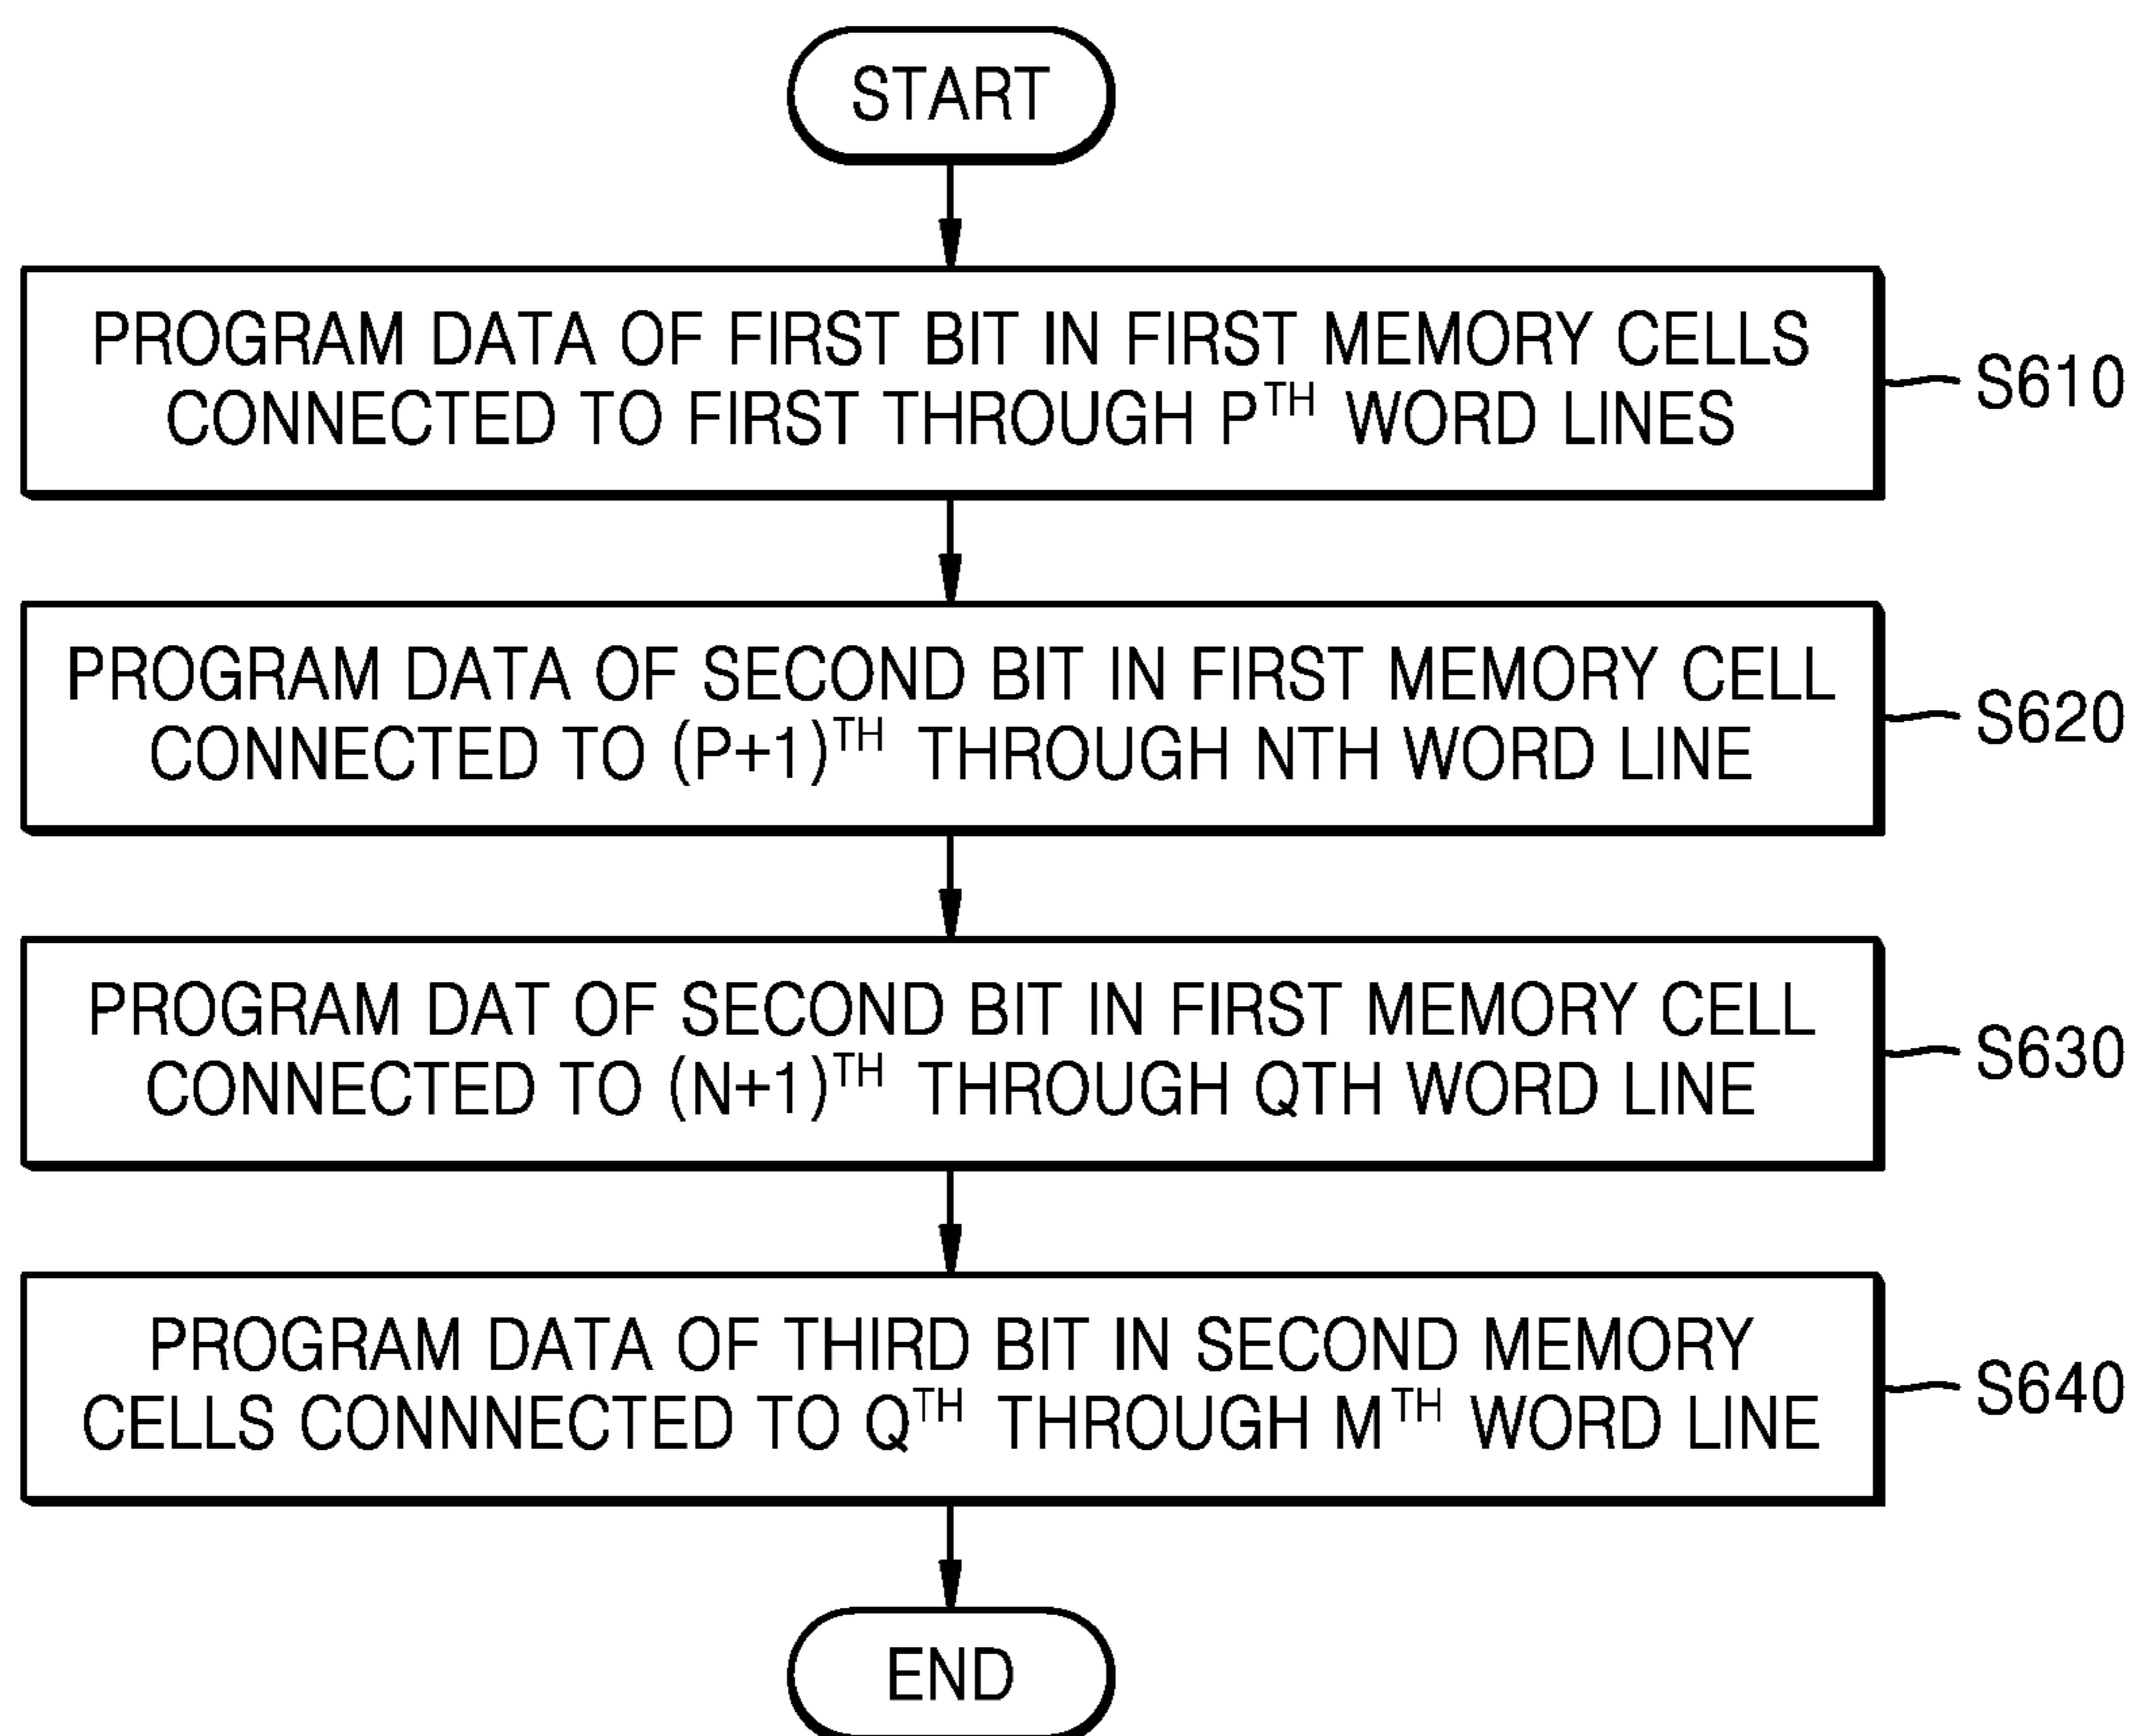 START
PROGRAM DATA OF FIRST BIT IN FIRST MEMORY CELLS
CONNECTED TO FIRST THROUGH P^TH WORD LINES
S610
PROGRAM DATA OF SECOND BIT IN FIRST MEMORY CELL
CONNECTED TO (P+1)^TH THROUGH NTH WORD LINE
S620
PROGRAM DAT OF SECOND BIT IN FIRST MEMORY CELL
CONNECTED TO (N+1)^TH THROUGH QTH WORD LINE
S630
PROGRAM DATA OF THIRD BIT IN SECOND MEMORY
CELLS CONNNECTED TO Q^TH THROUGH M^TH WORD LINE
S640
END